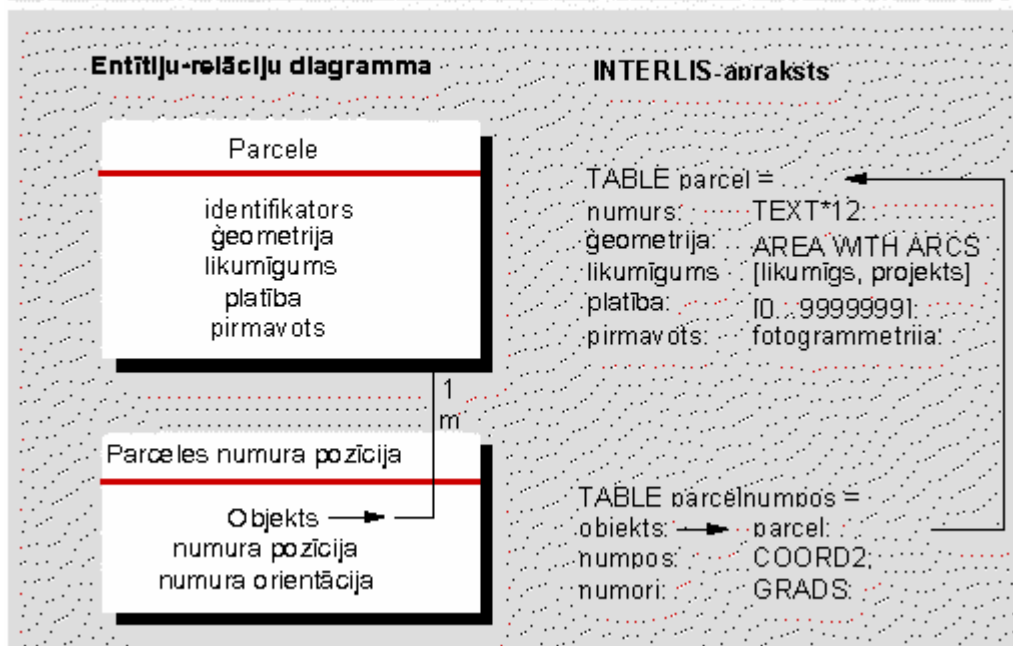 Entītiju-relāciju diagramma
Parcele
identifikators
ģeometrija
likumīgums
platība
pirmavots
1
m
Parceles numura pozīcija
Objekts
numura pozīcija
numura orientācija
INTERLIS-apraksts
TABLE parcel =
numurs: TEXT*12;
ģeometrija: AREA WITH ARCS
likumīgums [likumīgs, projekts]
platība: [0...99999999];
pirmavots: fotogrammetrija;
TABLE parcelnumpos =
objekts: parcel;
numpos: COORD2;
numori: GRADS;